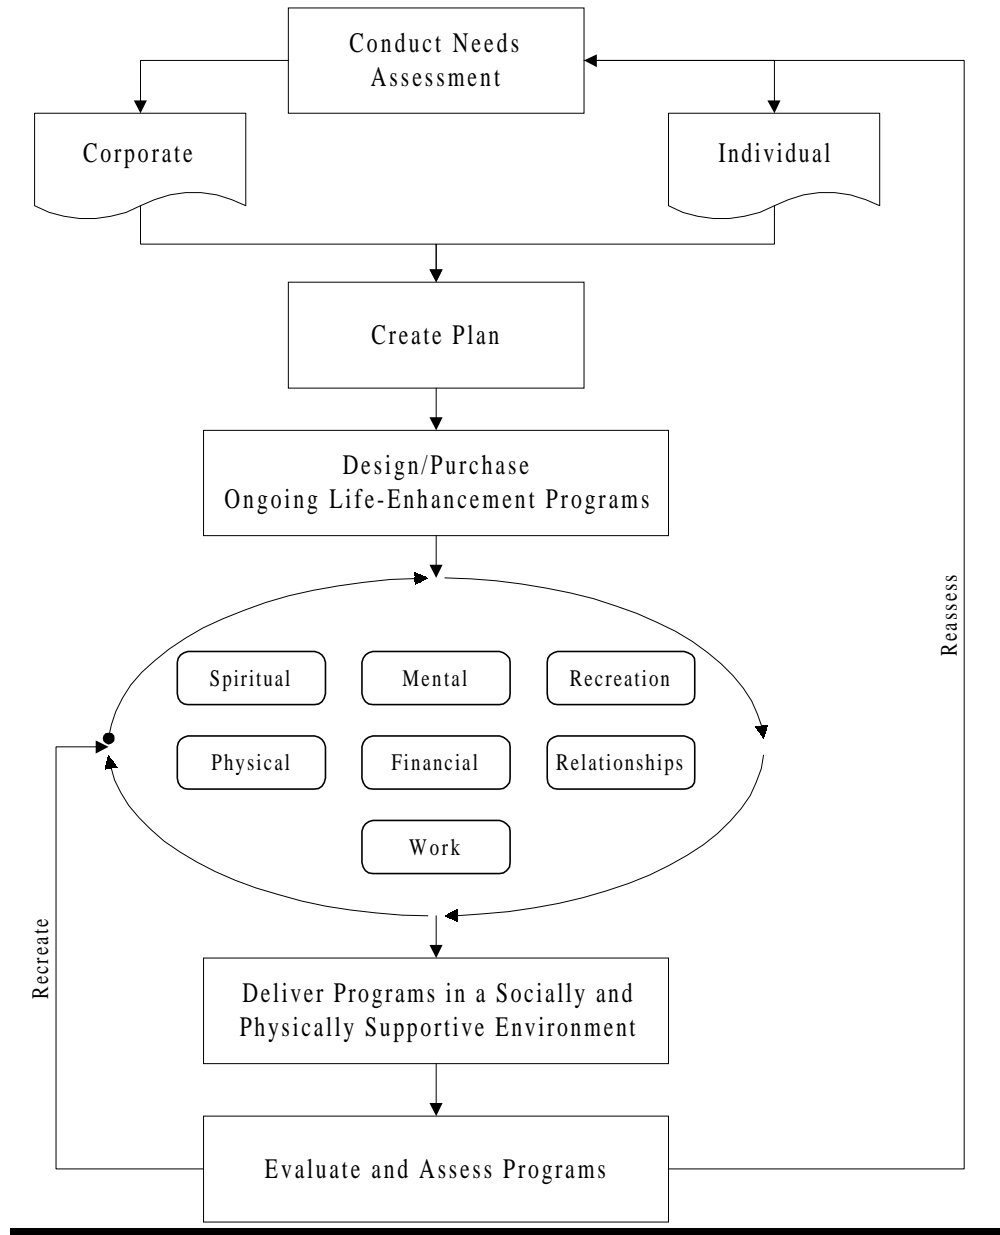 Conduct Needs
Assessment
Corporate
Individual
Create Plan
Design/Purchase
Ongoing Life-Enhancement Programs
Reassess
Spiritual
Mental
Recreation
Physical
Financial
Relationships
Work
Recreate
Deliver Programs in a Socially and
Physically Supportive Environment
Evaluate and Assess Programs